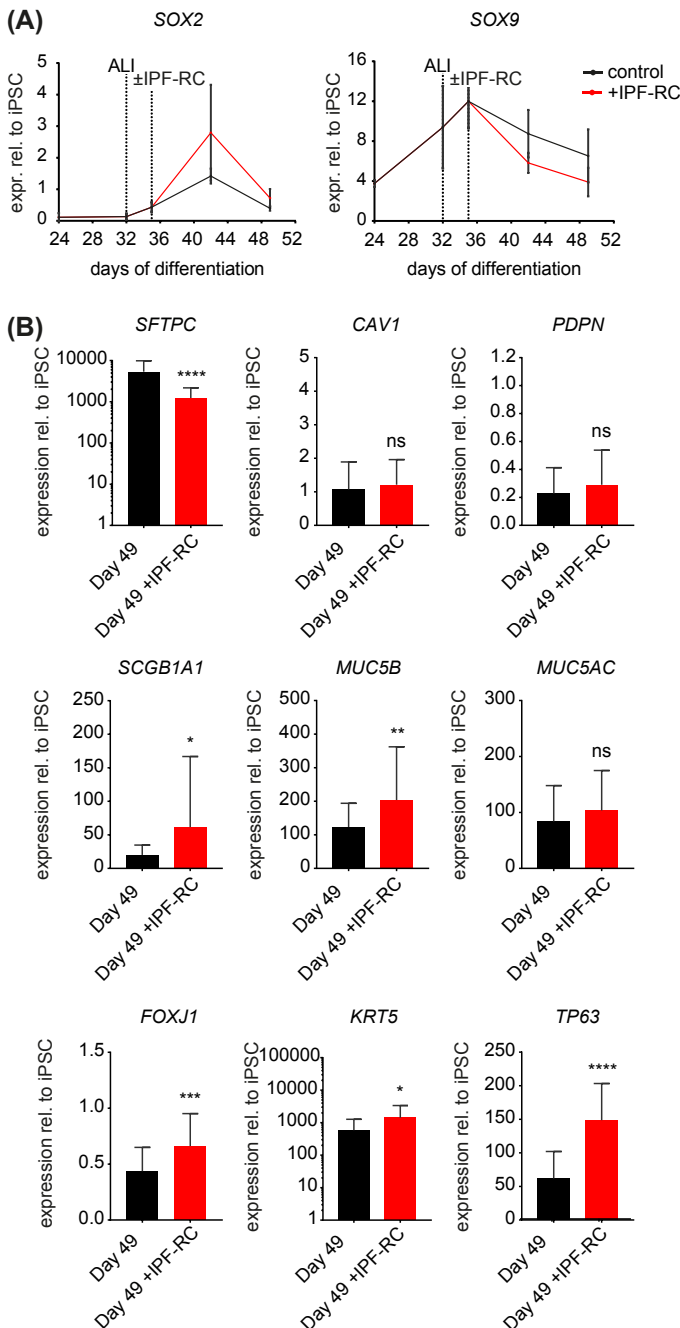 (A)
SOX2
SOX9
expr. rel. to iPSC
5
4
3
2
1
0
ALI
±IPF-RC
24 28 32 36 40 44 48 52
days of differentiation
expr. rel. to iPSC
16
12
8
4
0
ALI
±IPF-RC
24 28 32 36 40 44 48 52
days of differentiation
control
+IPF-RC
(B)
SFTPC
expression rel. to iPSC
10000
1000
100
10
1
****
Day 49
Day 49 +IPF-RC
CAV1
expression rel. to iPSC
5
4
3
2
1
0
ns
Day 49
Day 49 +IPF-RC
PDPN
expression rel. to iPSC
1.2
1.0
0.8
0.6
0.4
0.2
0.0
ns
Day 49
Day 49 +IPF-RC
SCGB1A1
expression rel. to iPSC
250
200
150
100
50
0
*
Day 49
Day 49 +IPF-RC
MUC5B
expression rel. to iPSC
500
400
300
200
100
0
**
Day 49
Day 49 +IPF-RC
MUC5AC
expression rel. to iPSC
300
200
100
0
ns
Day 49
Day 49 +IPF-RC
FOXJ1
expression rel. to iPSC
1.5
1.0
0.5
0.0
***
Day 49
Day 49 +IPF-RC
KRT5
expression rel. to iPSC
100000
10000
1000
100
10
1
*
Day 49
Day 49 +IPF-RC
TP63
expression rel. to iPSC
250
200
150
100
50
0
****
Day 49
Day 49 +IPF-RC